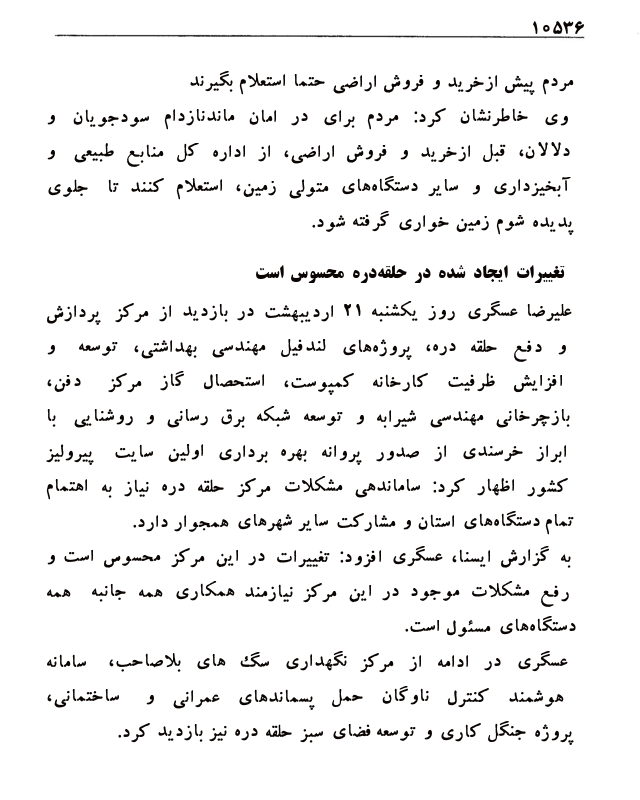 ۱۰۵۳۶
مردم پیش ازخرید و فروش اراضی حتما استعلام بگیرند
وی خاطرنشان کرد: مردم برای در امان ماندنازدام سودجویان و
دلالان، قبل ازخرید و فروش اراضی، از اداره کل منابع طبیعی و
آبخیزداری و سایر دستگاه‌های متولی زمین، استعلام کنند تا جلوی
پدیده شوم زمین خواری گرفته شود.
تغییرات ایجاد شده در حلقه‌دره محسوس است
علیرضا عسگری روز یکشنبه ۲۱ اردیبهشت در بازدید از مرکز پردازش
و دفع حلقه دره، پروژه‌های لندفیل مهندسی بهداشتی، توسعه و
افزایش ظرفیت کارخانه کمپوست، استحصال گاز مرکز دفن،
بازچرخانی مهندسی شیرابه و توسعه شبکه برق رسانی و روشنایی با
ابراز خرسندی از صدور پروانه بهره برداری اولین سایت پیرولیز
کشور اظهار کرد: ساماندهی مشکلات مرکز حلقه دره نیاز به اهتمام
تمام دستگاه‌های استان و مشارکت سایر شهرهای همجوار دارد.
به گزارش ایسنا، عسگری افزود: تغییرات در این مرکز محسوس است و
رفع مشکلات موجود در این مرکز نیازمند همکاری همه جانبه همه
دستگاه‌های مسئول است.
عسگری در ادامه از مرکز نگهداری سگ های بلاصاحب، سامانه
هوشمند کنترل ناوگان حمل پسماندهای عمرانی و ساختمانی،
پروژه جنگل کاری و توسعه فضای سبز حلقه دره نیز بازدید کرد.